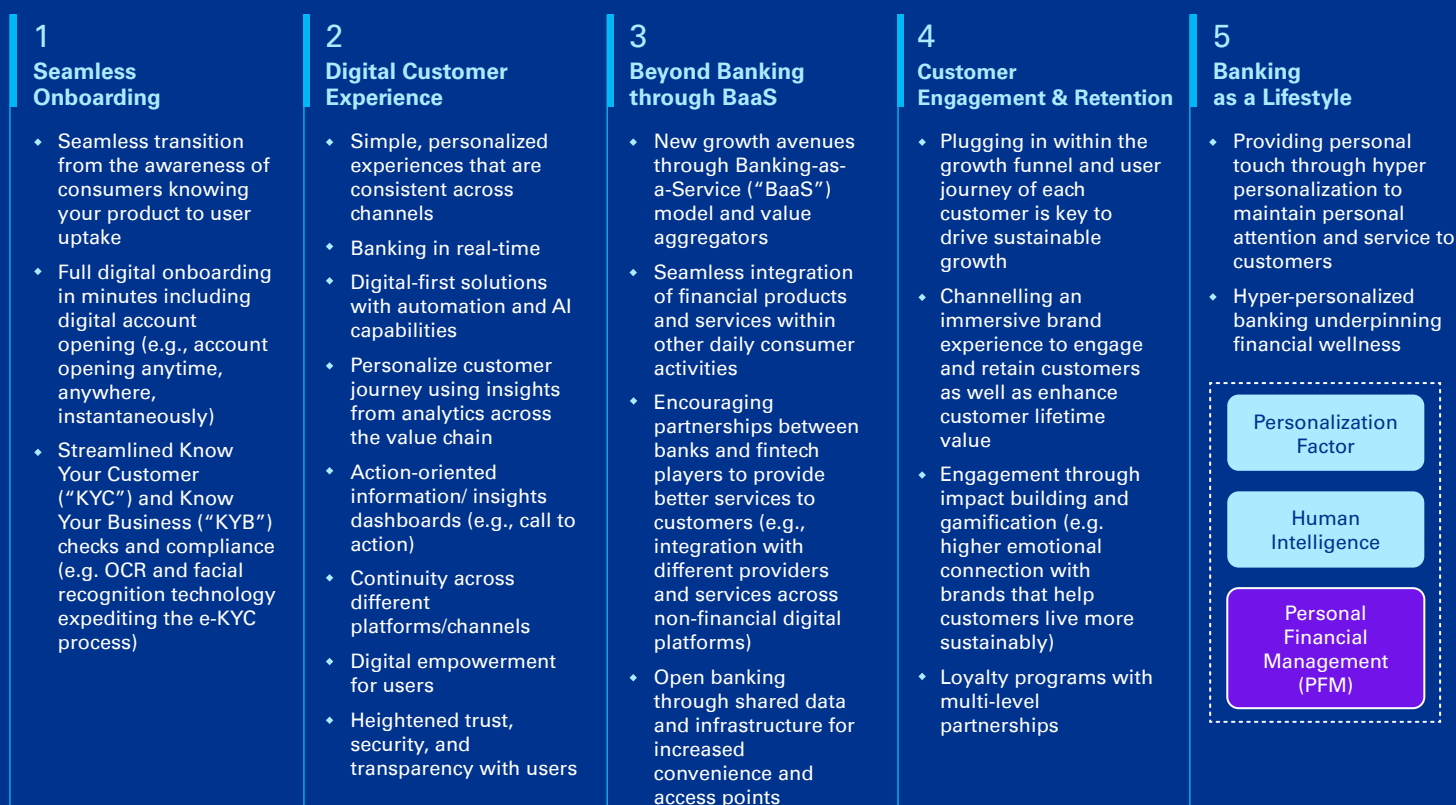 1
Seamless
Onboarding
Seamless transition
from the awareness of
consumers knowing
your product to user
uptake
Full digital onboarding
in minutes including
digital account
opening (e.g., account
opening anytime,
anywhere,
instantaneously)
Streamlined Know
Your Customer
(“KYC”) and Know
Your Business (“KYB”)
checks and compliance
(e.g. OCR and facial
recognition technology
expediting the e-KYC
process)
2
Digital Customer
Experience
Simple, personalized
experiences that are
consistent across
channels
Banking in real-time
Digital-first solutions
with automation and AI
capabilities
Personalize customer
journey using insights
from analytics across
the value chain
Action-oriented
information/ insights
dashboards (e.g., call to
action)
Continuity across
different
platforms/channels
Digital empowerment
for users
Heightened trust,
security, and
transparency with users
3
Beyond Banking
through BaaS
New growth avenues
through Banking-as-
a-Service (“BaaS”)
model and value
aggregators
Seamless integration
of financial products
and services within
other daily consumer
activities
Encouraging
partnerships between
banks and fintech
players to provide
better services to
customers (e.g.,
integration with
different providers
and services across
non-financial digital
platforms)
Open banking
through shared data
and infrastructure for
increased
convenience and
access points
4
Customer
Engagement & Retention
Plugging in within the
growth funnel and user
journey of each
customer is key to
drive sustainable
growth
Channelling an
immersive brand
experience to engage
and retain customers
as well as enhance
customer lifetime
value
Engagement through
impact building and
gamification (e.g.
higher emotional
connection with
brands that help
customers live more
sustainably)
Loyalty programs with
multi-level
partnerships
5
Banking
as a Lifestyle
Providing personal
touch through hyper
personalization to
maintain personal
attention and service to
customers
Hyper-personalized
banking underpinning
financial wellness
Personalization
Factor
Human
Intelligence
Personal
Financial
Management
(PFM)